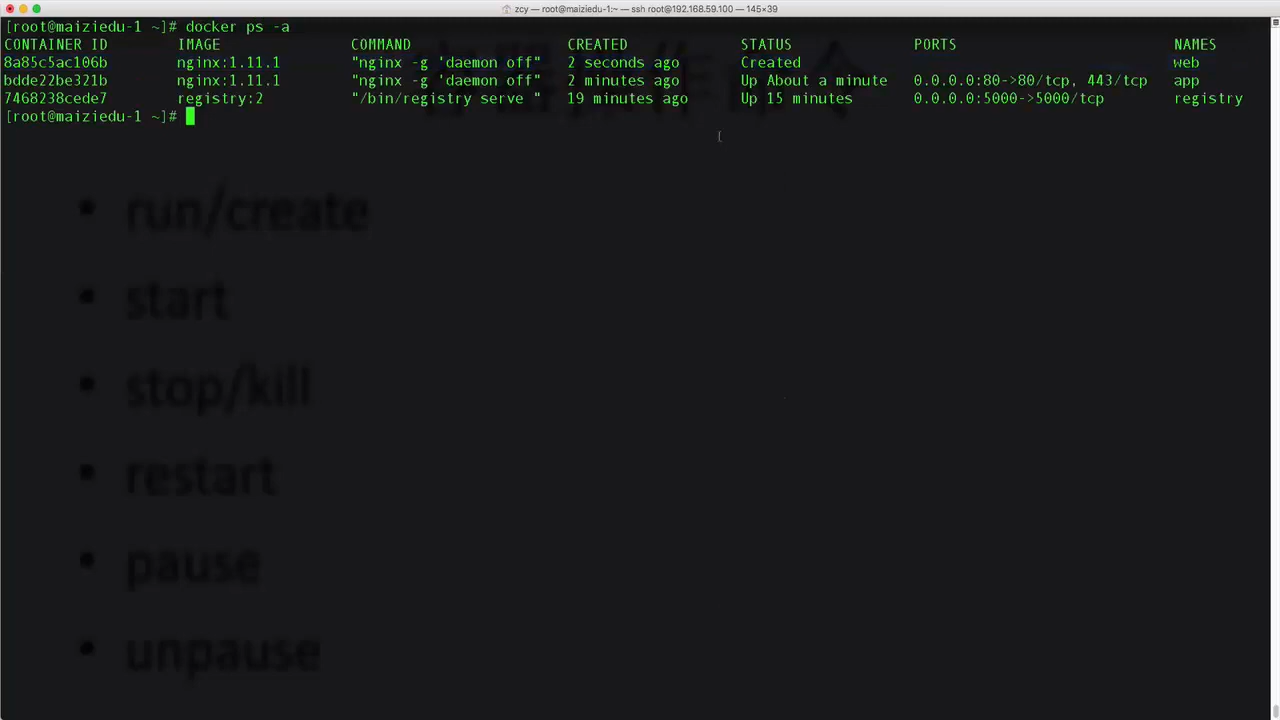 zcy — root@maiziedu-1:~ — ssh root@192.168.59.100 — 145×39
[root@maiziedu-1 ~]# docker ps -a
CONTAINER ID IMAGE COMMAND CREATED STATUS PORTS NAMES
8a85c5ac106b nginx:1.11.1 "nginx -g 'daemon off" 2 seconds ago Created web
bdde22be321b nginx:1.11.1 "nginx -g 'daemon off" 2 minutes ago Up About a minute 0.0.0.0:80->80/tcp, 443/tcp app
7468238cede7 registry:2 "/bin/registry serve " 19 minutes ago Up 15 minutes 0.0.0.0:5000->5000/tcp registry
[root@maiziedu-1 ~]#
• run/create
• start
• stop/kill
• restart
• pause
• unpause